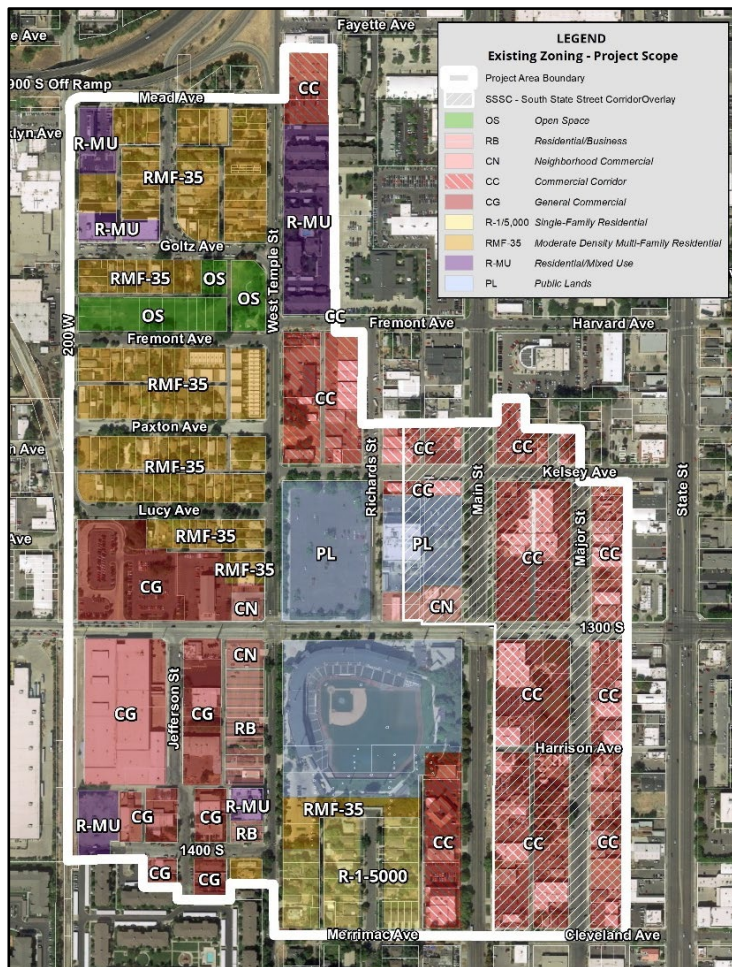 Fayette Ave
e Ave
LEGEND
Existing Zoning - Project Scope
Project Area Boundary
SSSC - South State Street CorridorOverlay
OS Open Space
RB Residential/Business
CN Neighborhood Commercial
CC Commercial Corridor
CG General Commercial
R-1/5,000 Single-Family Residential
RMF-35 Moderate Density Multi-Family Residential
R-MU Residential/Mixed Use
PL Public Lands
900 S Off Ramp
Mead Ave
CC
klyn Ave
R-MU
RMF-35
R-MU
R-MU
Goltz Ave
West Temple St
RMF-35
OS
OS
OS
CC
Fremont Ave
Harvard Ave
200 W
Fremont Ave
RMF-35
CC
Paxton Ave
n Ave
CC
CC
RMF-35
Richards St
Main St
Kelsey Ave
State St
CC
Lucy Ave
Ave
RMF-35
PL
PL
CC
Major St
CC
RMF-35
CG
CN
CN
1300 S
CN
CC
CC
Jefferson St
CG
CG
RB
Harrison Ave
R-MU
CG
CG
R-MU
RMF-35
RB
CC
CC
CC
1400 S
CG
CG
R-1-5000
Merrimac Ave
Cleveland Ave